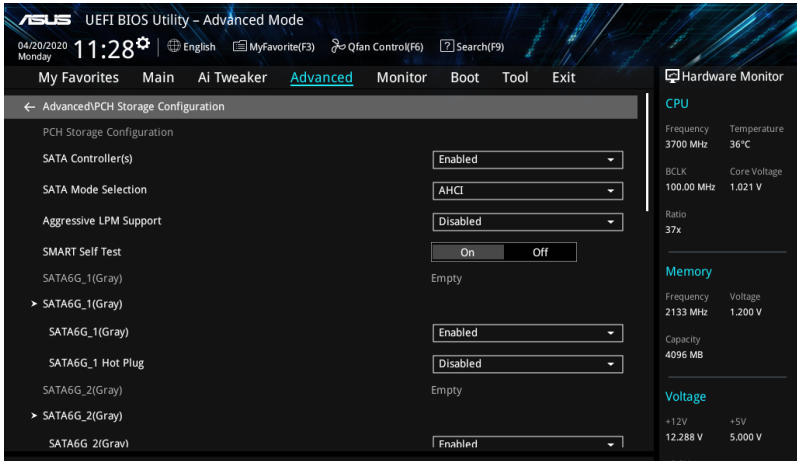 ASUS UEFI BIOS Utility – Advanced Mode
04/20/2020 Monday 11:28 English MyFavorite(F3) Qfan Control(F6) ? Search(F9)
My Favorites Main Ai Tweaker Advanced Monitor Boot Tool Exit
← Advanced\PCH Storage Configuration
PCH Storage Configuration
SATA Controller(s) Enabled
SATA Mode Selection AHCI
Aggressive LPM Support Disabled
SMART Self Test On Off
SATA6G_1(Gray) Empty
> SATA6G_1(Gray)
SATA6G_1(Gray) Enabled
SATA6G_1 Hot Plug Disabled
SATA6G_2(Gray) Empty
> SATA6G_2(Gray)
SATA6G_2(Gray) Enabled
Hardware Monitor
CPU
Frequency Temperature
3700 MHz 36°C
BCLK Core Voltage
100.00 MHz 1.021 V
Ratio
37x
Memory
Frequency Voltage
2133 MHz 1.200 V
Capacity
4096 MB
Voltage
+12V +5V
12.288 V 5.000 V